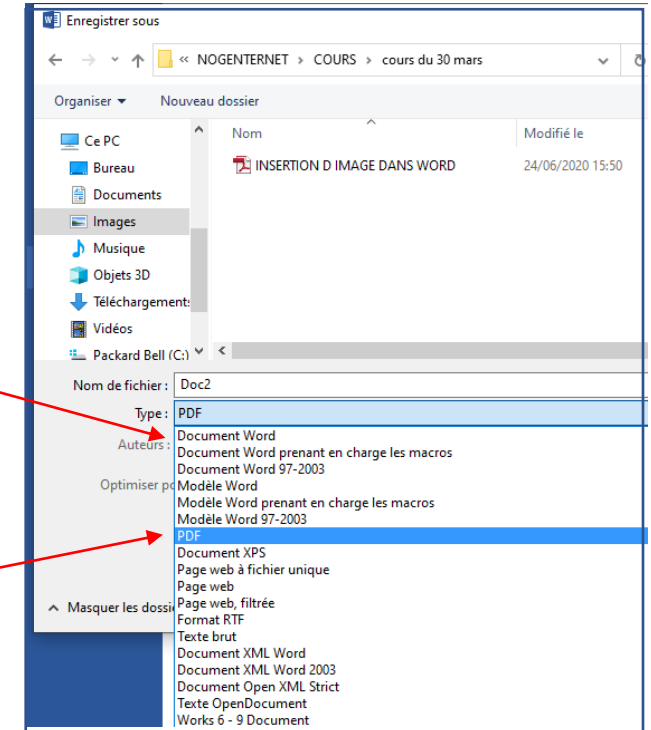 Enregistrer sous
« NOGENTERNET › COURS › cours du 30 mars
Organiser Nouveau dossier
Nom Modifié le
Ce PC
INSERTION D IMAGE DANS WORD 24/06/2020 15:50
Bureau
Documents
Images
Musique
Objets 3D
Téléchargements
Vidéos
Packard Bell (C:)
Nom de fichier : Doc2
Type : PDF
Auteurs :
Document Word
Document Word prenant en charge les macros
Document Word 97-2003
Optimiser po
Modèle Word
Modèle Word prenant en charge les macros
Modèle Word 97-2003
PDF
Document XPS
Page web à fichier unique
Page web
Masquer les dossie
Page web, filtrée
Format RTF
Texte brut
Document XML Word
Document XML Word 2003
Document Open XML Strict
Texte OpenDocument
Works 6 - 9 Document